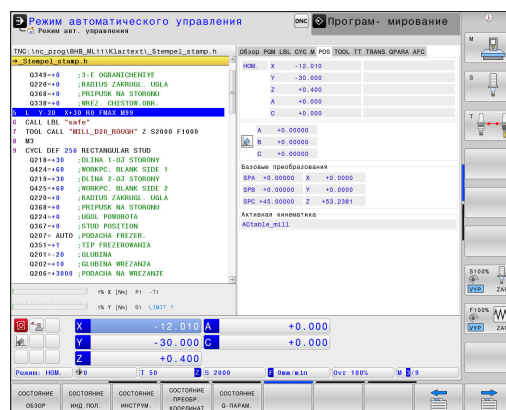 Режим автоматического управления
Режим авт. управления
DNC
Програм- мирование
TNC:\nc_prog\BHB_ML11\Klartext\_Stempel_stamp.h
→_Stempel_stamp.h
Q349=+0 ;3-E OGRANICHENIYE
Q220=+0 ;RADIUS ZAKRUGL. UGLA
Q368=+0 ;PRIPUSK NA STORONU
Q338=+0 ;WREZ. CHISTOW.OBR.
5 L Y-30 X+30 R0 FMAX M99
6 CALL LBL "safe"
7 TOOL CALL "MILL_D20_ROUGH" Z S2000 F1000
8 M3
9 CYCL DEF 256 RECTANGULAR STUD
Q218=+30 ;DLINA 1-OJ STORONY
Q424=+60 ;WORKPC. BLANK SIDE 1
Q219=+30 ;DLINA 2-OJ STORONY
Q425=+60 ;WORKPC. BLANK SIDE 2
Q220=+0 ;RADIUS ZAKRUGL. UGLA
Q368=+0 ;PRIPUSK NA STORONU
Q224=+0 ;UGOL POWOROTA
Q367=+0 ;STUD POSITION
Q207= AUTO ;PODACHA FREZER.
Q351=+1 ;TIP FREZEROWANIA
Q201=-20 ;GLUBINA
Q202=+10 ;GLUBINA WREZANJA
Q206=+3000 ;PODACHA NA WREZANJE
Обзор PGM LBL CYC M POS TOOL TT TRANS QPARA AFC
НОМ. X -12.010
Y -30.000
Z +0.400
A +0.000
C +0.000
A +0.00000
B +0.00000
C +0.00000
Базовые преобразования
SPA +0.00000 X +0.0000
SPB +0.00000 Y +0.0000
SPC +45.00000 Z +53.2381
Активная кинематика
ACtable_mill
% X [Nm] P1 -T1
% Y [Nm] S1 LIMIT 7
X -12.010 A +0.000
Y -30.000 C +0.000
Z +0.400
Режим: НОМ. 0 T 50 Z S 2000 F 0mm/min Ovr 100% M 3/9
СОСТОЯНИЕ ОБЗОР
СОСТОЯНИЕ ИНД. ПОЛ.
СОСТОЯНИЕ ИНСТРУМ.
СОСТОЯНИЕ ПРЕОБР. КООРДИНАТ
СОСТОЯНИЕ Q-ПАРАМ.
M
S
T
S100%
VYP
F100%
VYP